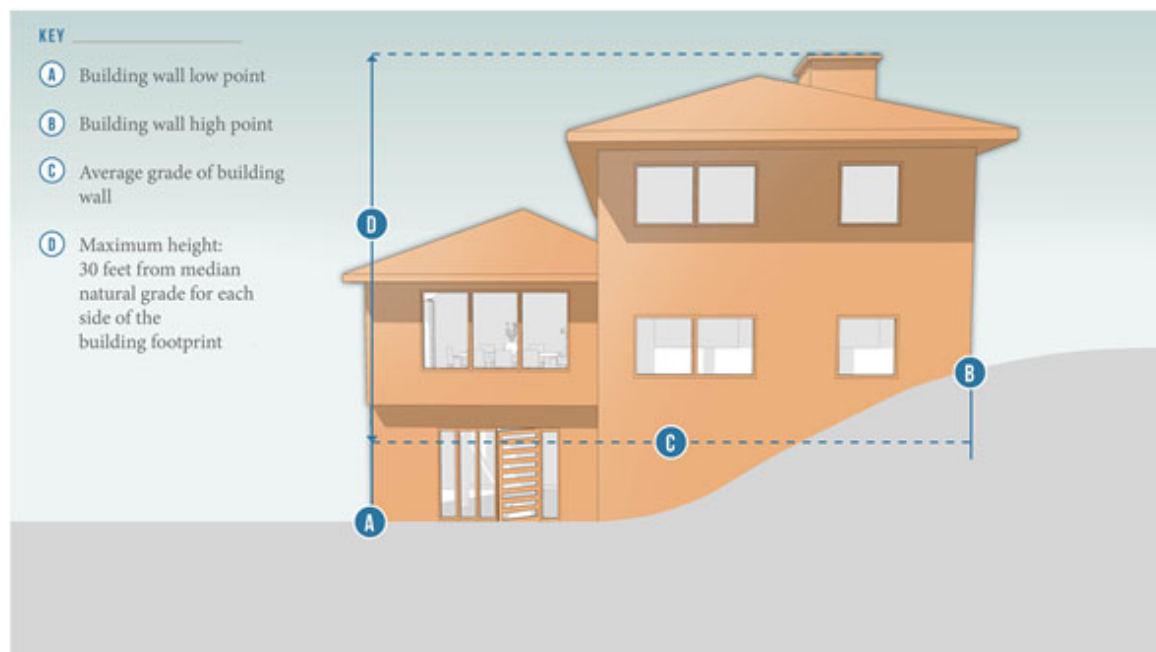 KEY
A Building wall low point
B Building wall high point
C Average grade of building
wall
D Maximum height:
30 feet from median
natural grade for each
side of the
building footprint
D
B
C
A